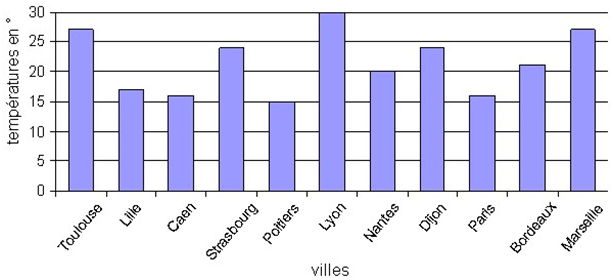 températures en °
30
25
20
15
10
5
0
Toulouse
Lille
Caen
Strasbourg
Poitiers
Lyon
Nantes
Dijon
Paris
Bordeaux
Marseille
villes